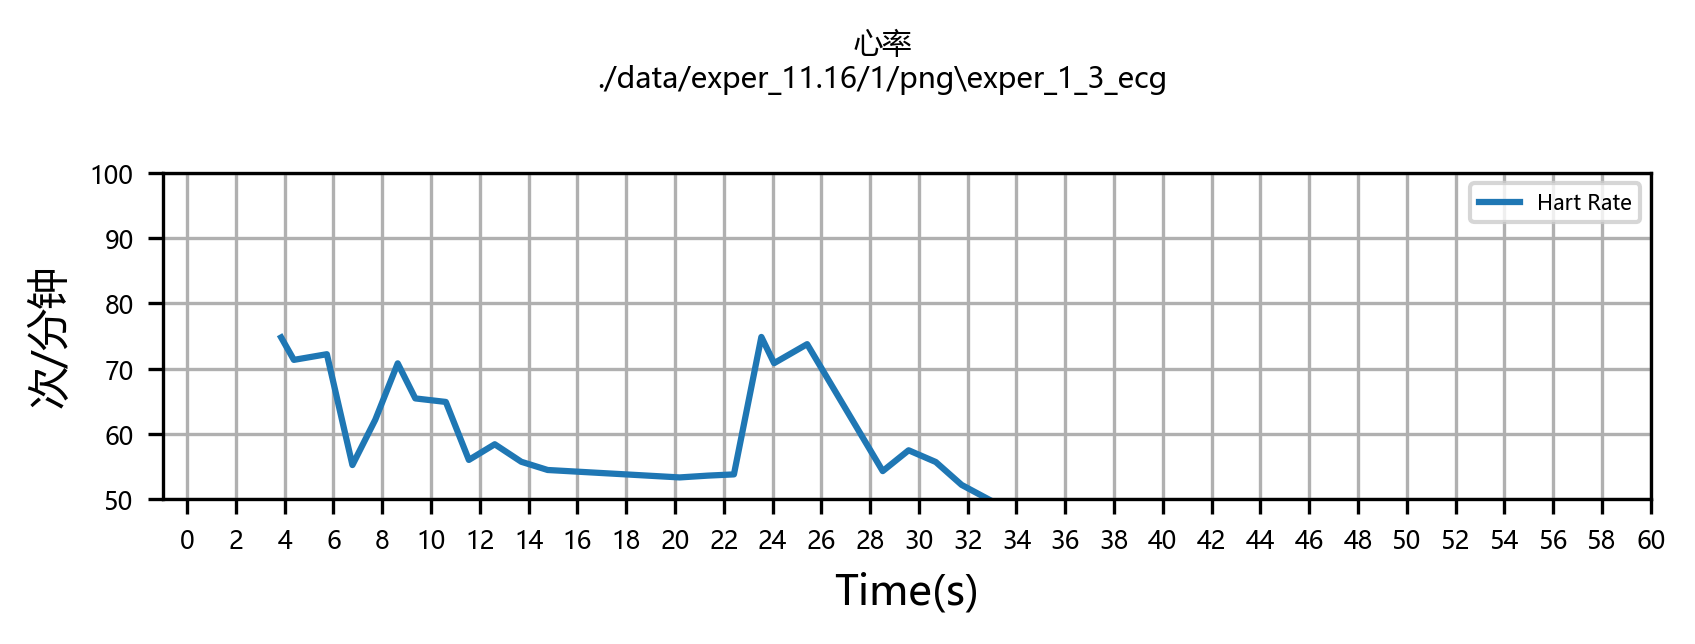 心率
./data/exper_11.16/1/png\exper_1_3_ecg
100
90
80
70
60
50
次/分钟
Hart Rate
0 2 4 6 8 10 12 14 16 18 20 22 24 26 28 30 32 34 36 38 40 42 44 46 48 50 52 54 56 58 60
Time(s)